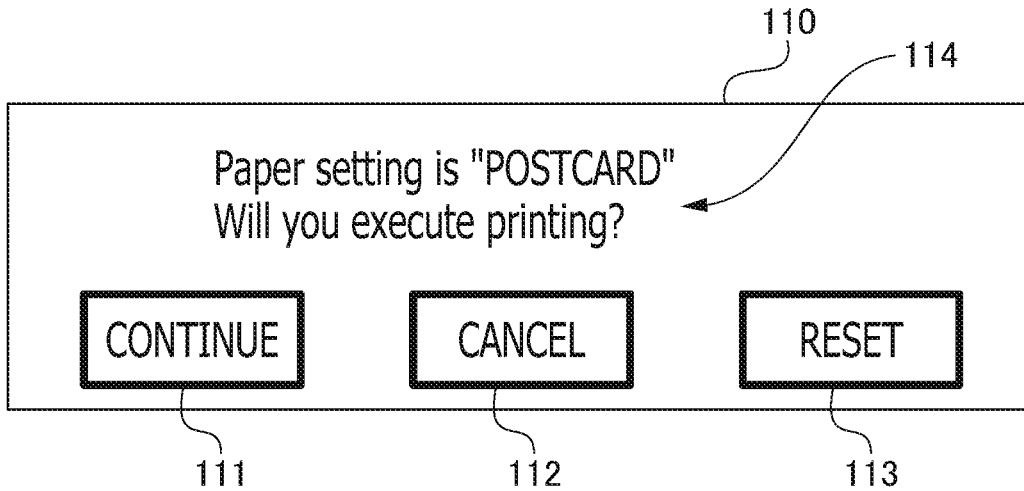 110
114
Paper setting is "POSTCARD"
Will you execute printing?
CONTINUE
CANCEL
RESET
111
112
113